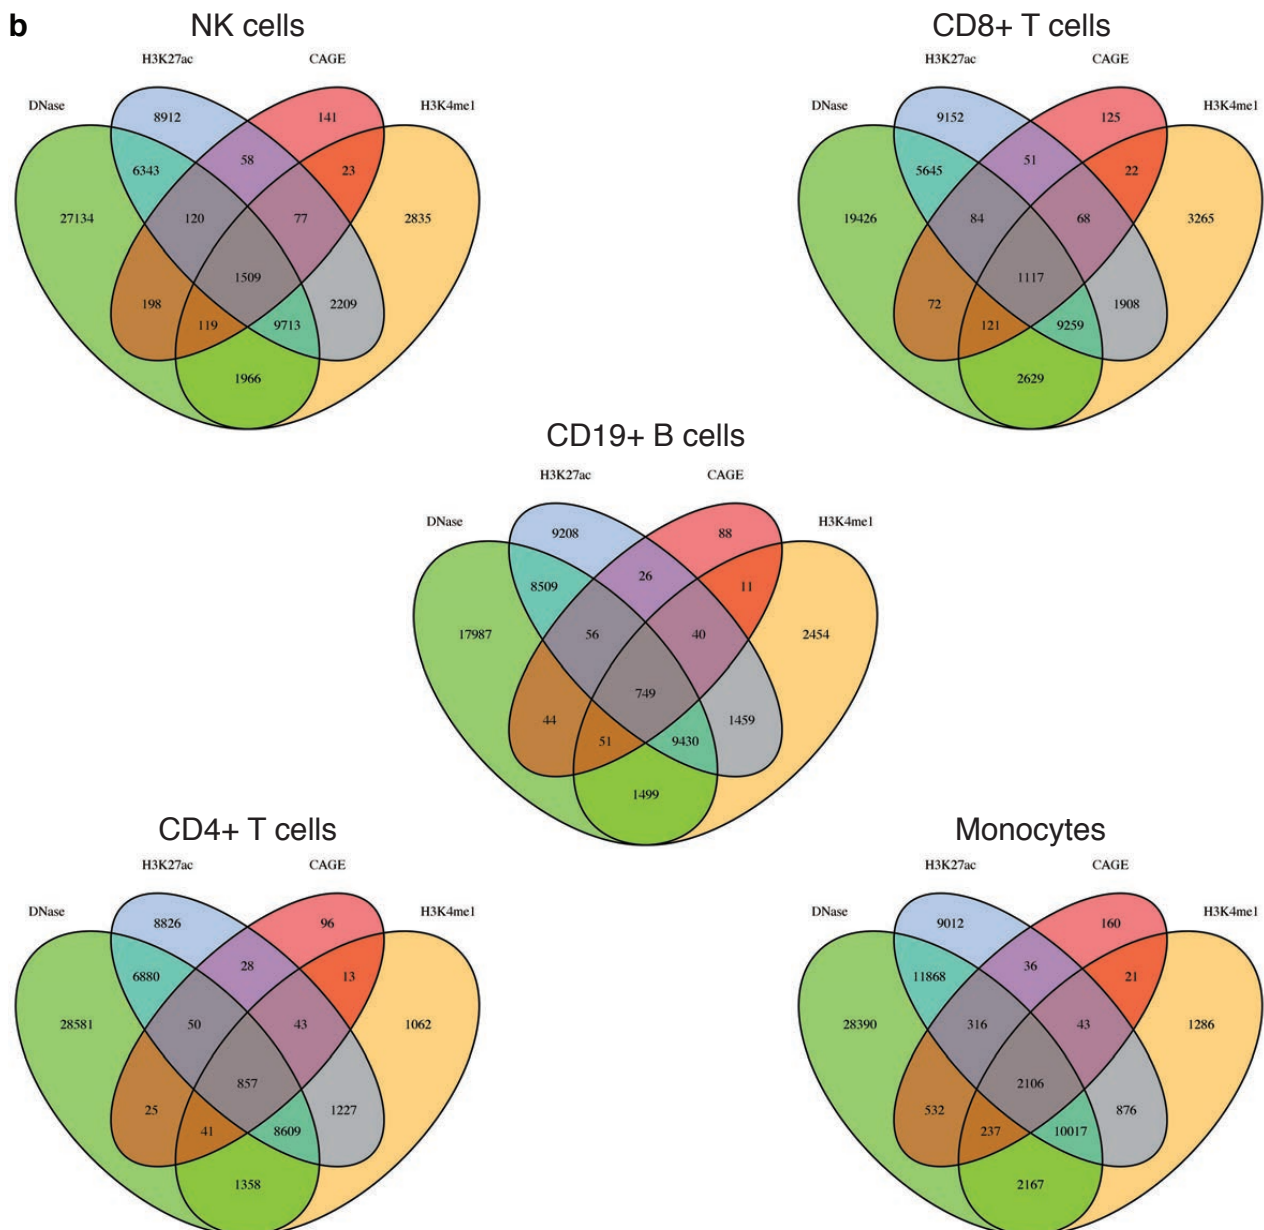 b
NK cells
CD8+ T cells
H3K27ac CAGE
DNase H3K4me1
8912 141
58
6343 23
27134 120 77 2835
1509
198 2209
119 9713
1966
H3K27ac CAGE
DNase H3K4me1
9152 125
51
5645 22
19426 84 68 3265
1117
72 1908
121 9259
2629
CD19+ B cells
H3K27ac CAGE
DNase H3K4me1
9208 88
26
8509 11
17987 56 40 2454
749
44 1459
51 9430
1499
CD4+ T cells
Monocytes
H3K27ac CAGE
DNase H3K4me1
8826 96
28
6880 13
28581 50 43 1062
857
25 1227
41 8609
1358
H3K27ac CAGE
DNase H3K4me1
9012 160
36
11868 21
28390 316 43 1286
2106
532 876
237 10017
2167